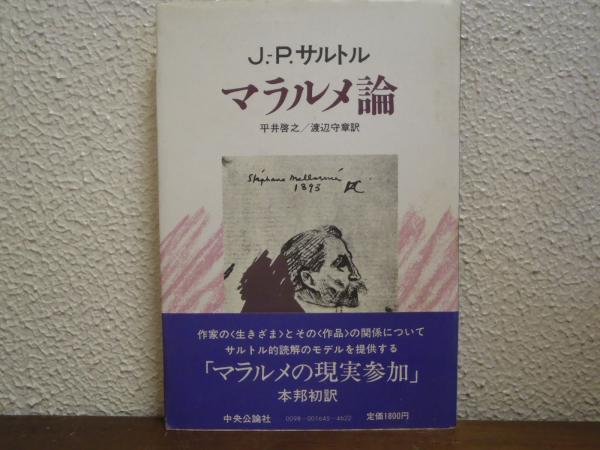 J.-P.サルトル
マラルメ論
平井啓之/渡辺守章訳
Stéphane Mallarmé
1893
作家の〈生きざま〉とその〈作品〉の関係について
サルトル的読解のモデルを提供する
「マラルメの現実参加」
本邦初訳
中央公論社 0098-001645-4622 定価1800円